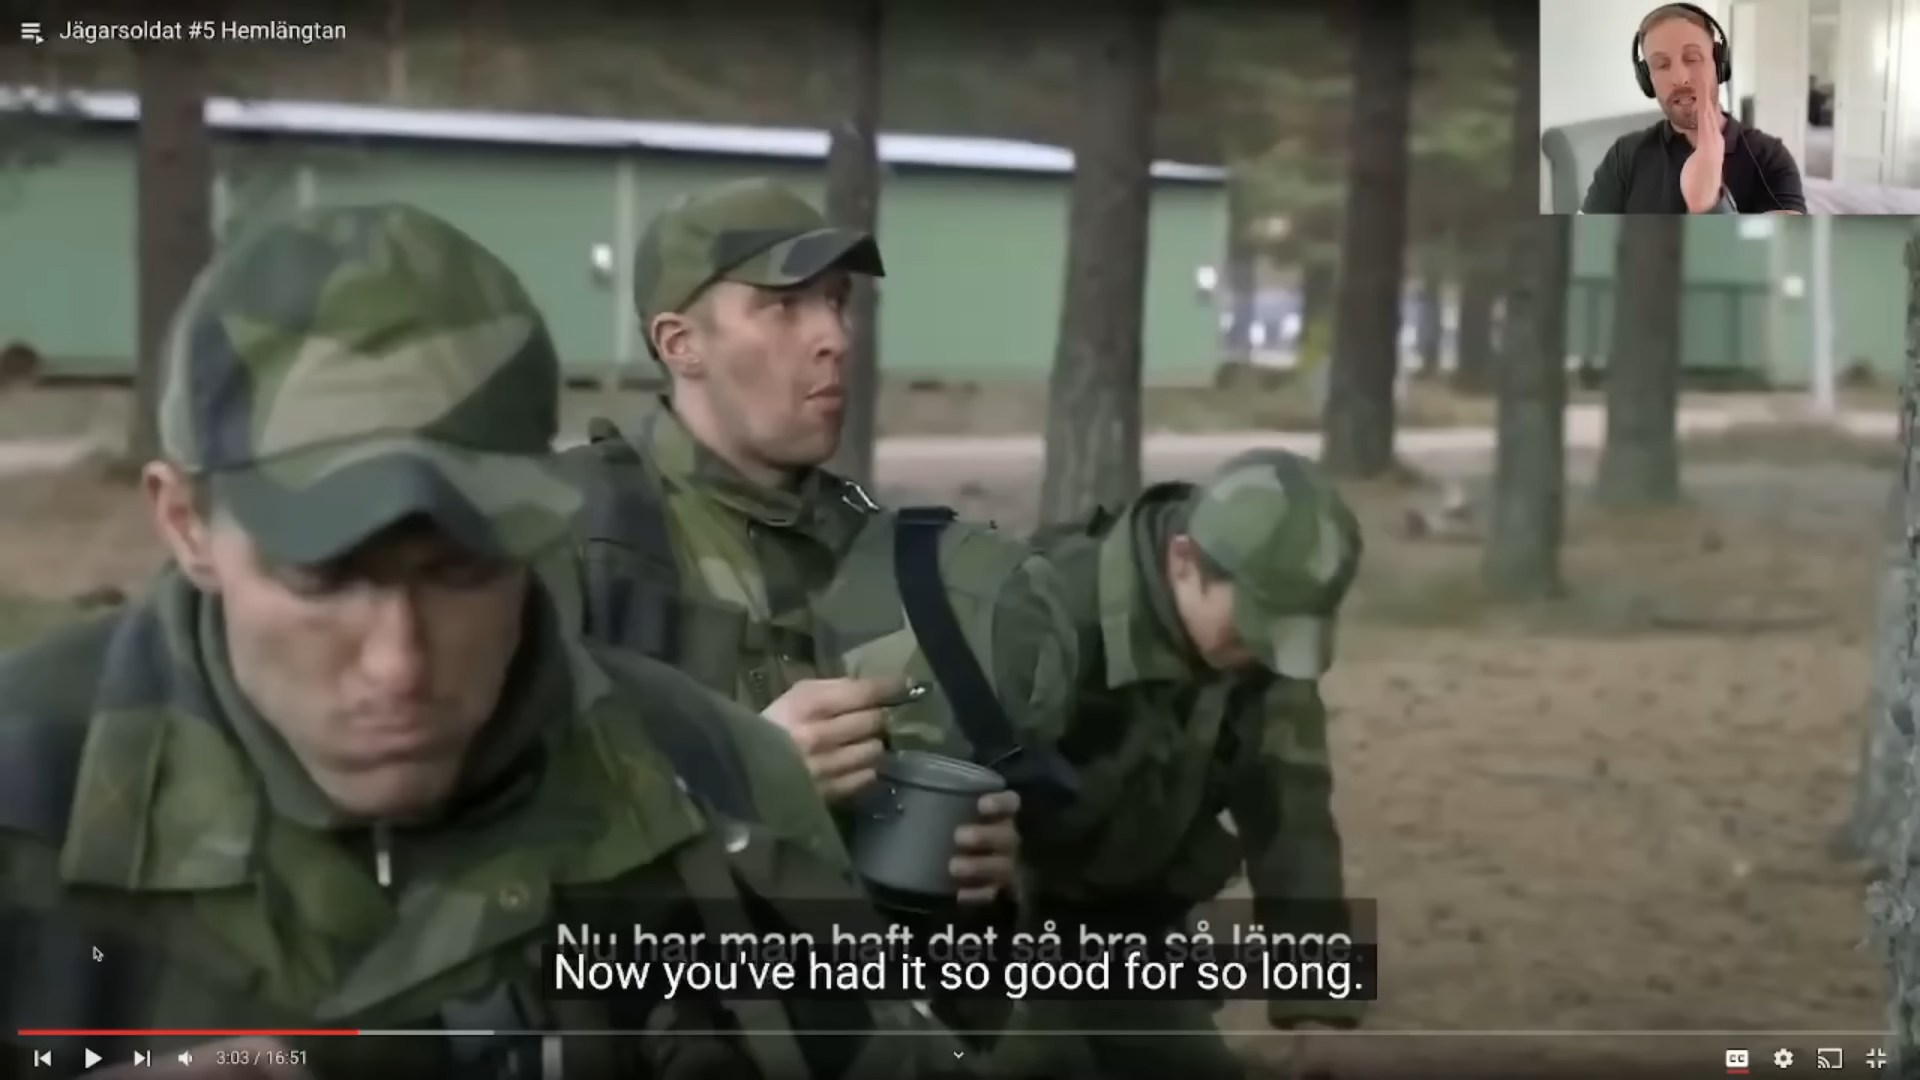 Jägarsoldat #5 Hemlängtan
Nu har man haft det så bra så länge.
Now you've had it so good for so long.
3:03 / 16:51
CC